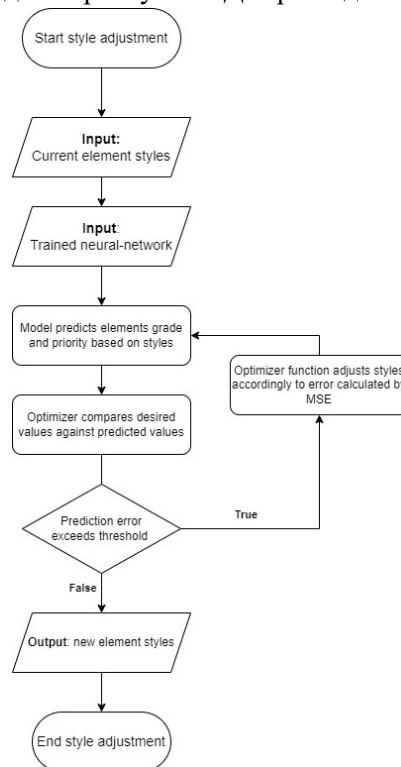 Start style adjustment
Input:
Current element styles
Input:
Trained neural-network
Model predicts elements grade
and priority based on styles
Optimizer function adjusts styles
accordingly to error calculated by
MSE
Optimizer compares desired
values against predicted values
Prediction error
exceeds threshold
True
False
Output: new element styles
End style adjustment